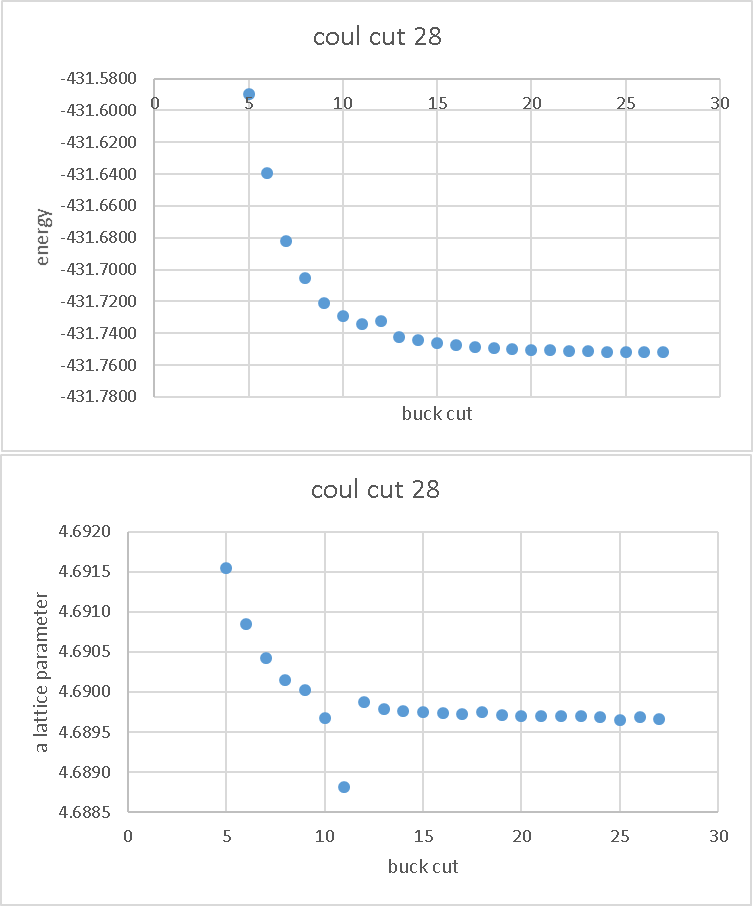 coul cut 28
-431.5800
0 5 10 15 20 25 30
-431.6000
-431.6200
-431.6400
-431.6600
-431.6800
-431.7000
-431.7200
-431.7400
-431.7600
-431.7800
energy
buck cut
coul cut 28
4.6920
4.6915
4.6910
4.6905
4.6900
4.6895
4.6890
4.6885
a lattice parameter
0 5 10 15 20 25 30
buck cut